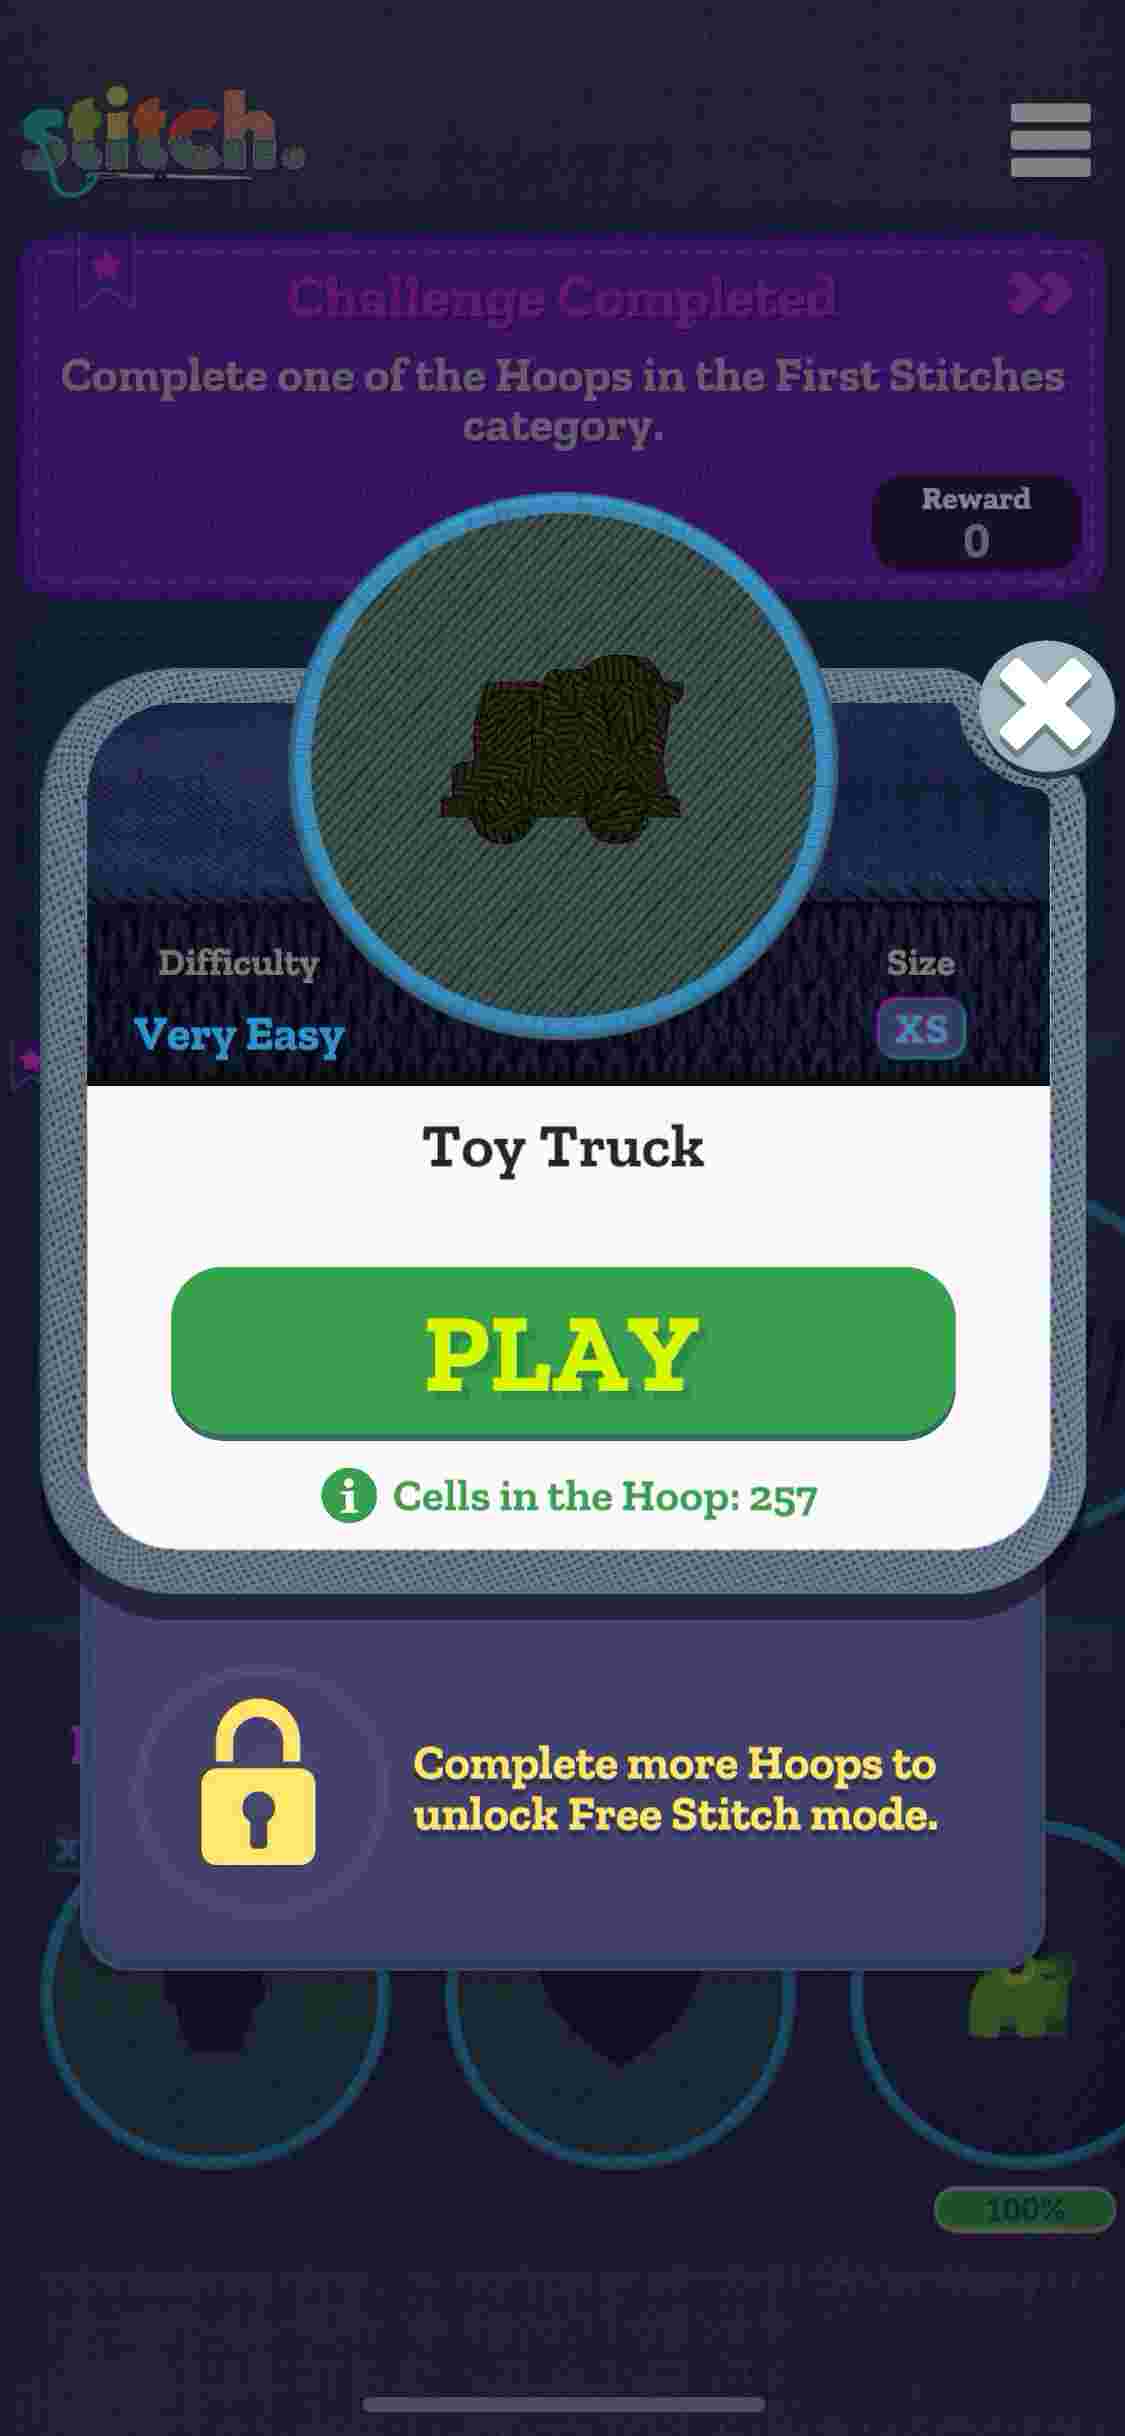 stitch.
Challenge Completed
Complete one of the Hoops in the First Stitches
category.
Reward
0
Difficulty
Very Easy
Size
XS
Toy Truck
PLAY
i Cells in the Hoop: 257
Complete more Hoops to
unlock Free Stitch mode.
100%